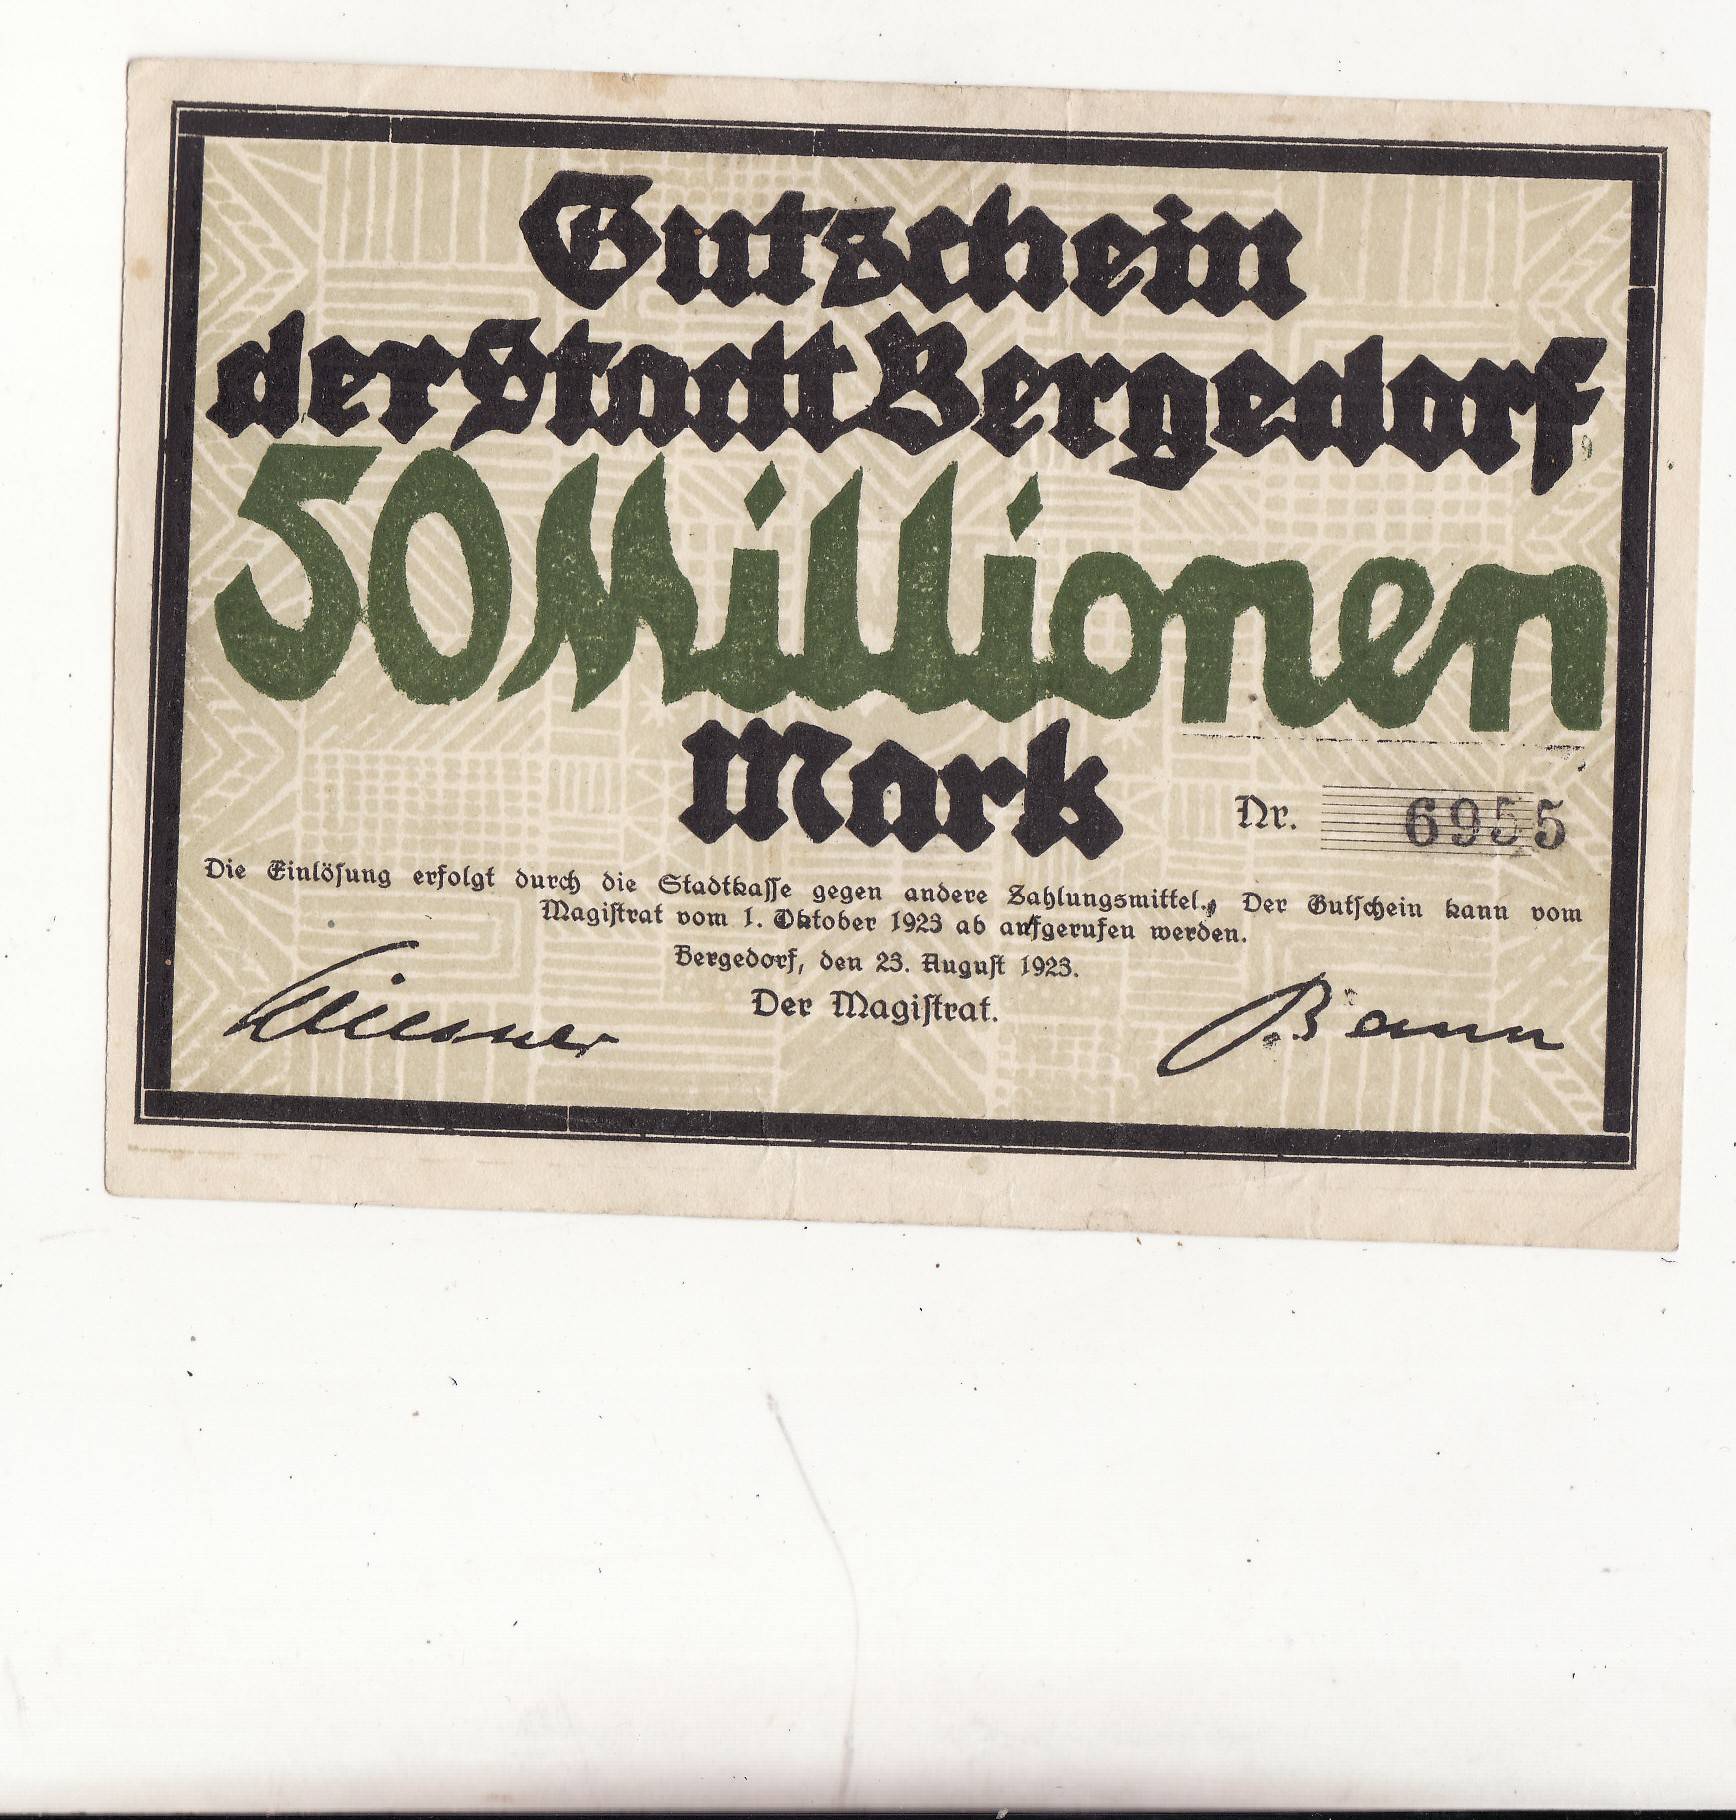 Gutschein
der Stadt Bergedorf
50 Millionen
Mark
Nr. 6955
Die Einlösung erfolgt durch die Stadtkasse gegen andere Zahlungsmittel. Der Gutschein kann vom
Magistrat vom 1. Oktober 1923 ab aufgerufen werden.
Bergedorf, den 23. August 1923.
Der Magistrat.